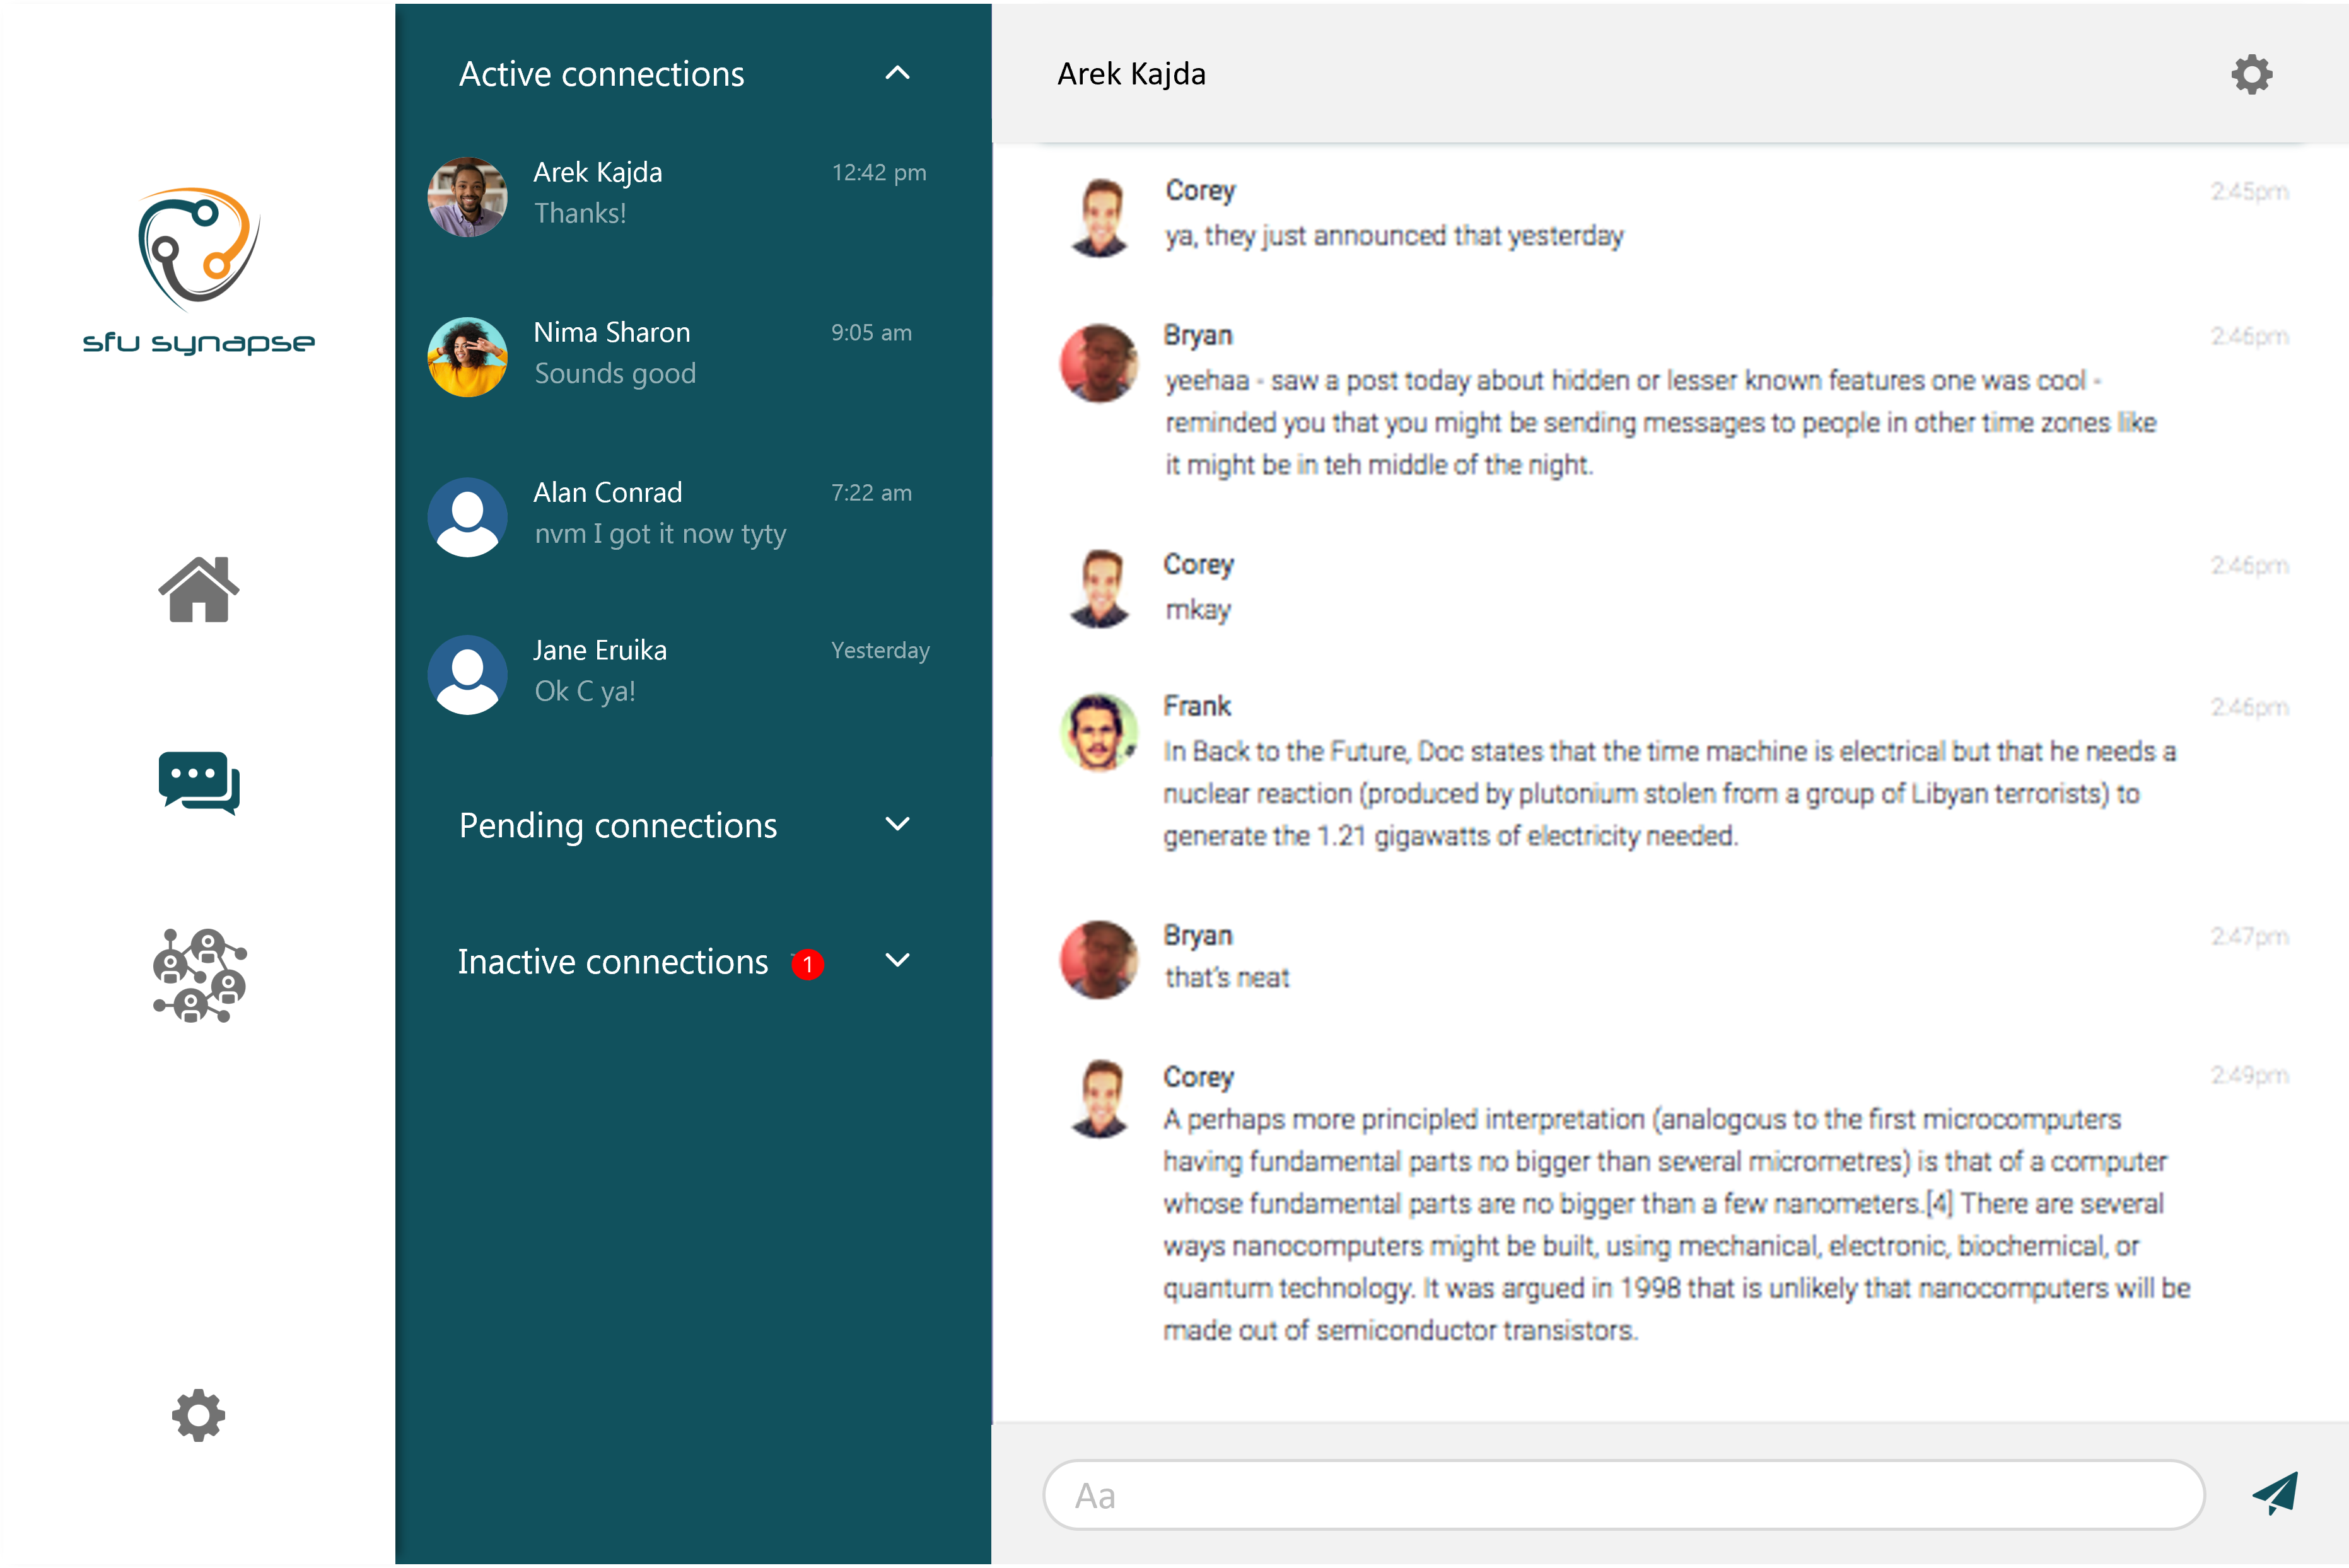 sfu synapse
Active connections
Arek Kajda
12:42 pm
Thanks!
Nima Sharon
9:05 am
Sounds good
Alan Conrad
7:22 am
nvm I got it now tyty
Jane Eruika
Yesterday
Ok C ya!
Pending connections
Inactive connections
1
Arek Kajda
Corey
2:45pm
ya, they just announced that yesterday
Bryan
2:46pm
yeehaa - saw a post today about hidden or lesser known features one was cool -
reminded you that you might be sending messages to people in other time zones like
it might be in teh middle of the night.
Corey
2:46pm
mkay
Frank
2:46pm
In Back to the Future, Doc states that the time machine is electrical but that he needs a
nuclear reaction (produced by plutonium stolen from a group of Libyan terrorists) to
generate the 1.21 gigawatts of electricity needed.
Bryan
2:47pm
that's neat
Corey
2:49pm
A perhaps more principled interpretation (analogous to the first microcomputers
having fundamental parts no bigger than several micrometres) is that of a computer
whose fundamental parts are no bigger than a few nanometers.[4] There are several
ways nanocomputers might be built, using mechanical, electronic, biochemical, or
quantum technology. It was argued in 1998 that is unlikely that nanocomputers will be
made out of semiconductor transistors.
Aa